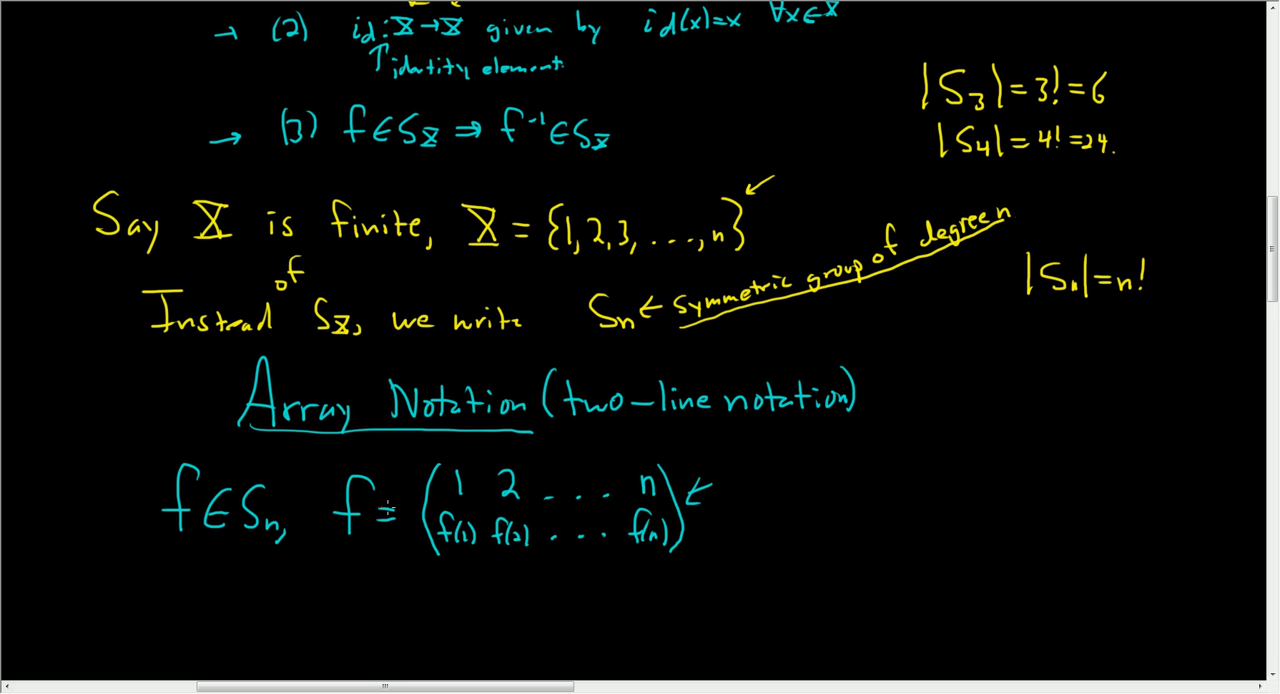 → (2) id: X→X given by id(x)=x ∀x∈X
↑identity element
→ (3) f∈S_X ⇒ f⁻¹∈S_X
|S₃|=3!=6
|S₄|=4!=24.
Say X is finite, X = {1,2,3,...,n} ↙
Instead of S_X, we write Sₙ ← symmetric group of degree n
|Sₙ|=n!
Array Notation (two-line notation)
f∈Sₙ, f = (1 2 ... n) ←
(f(1) f(2) ... f(n))